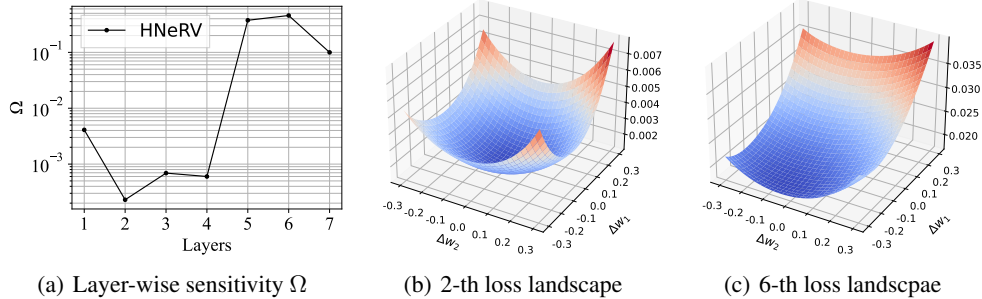 HNeRV
10⁻¹
10⁻²
10⁻³
Ω
1 2 3 4 5 6 7
Layers
(a) Layer-wise sensitivity Ω
0.007
0.006
0.005
0.004
0.003
0.002
-0.3 -0.2 -0.1 0.0 0.1 0.2 0.3
Δw₂
-0.3 -0.2 -0.1 0.0 0.1 0.2 0.3
Δw₁
(b) 2-th loss landscape
0.035
0.030
0.025
0.020
-0.3 -0.2 -0.1 0.0 0.1 0.2 0.3
Δw₂
-0.3 -0.2 -0.1 0.0 0.1 0.2 0.3
Δw₁
(c) 6-th loss landscpae